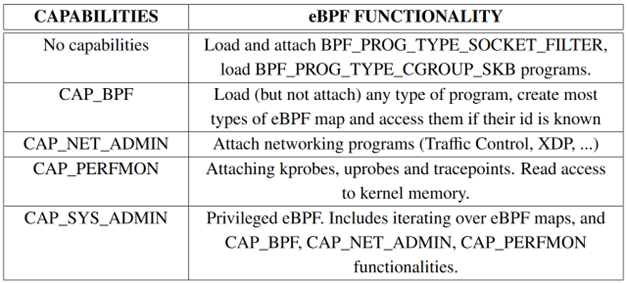 CAPABILITIES eBPF FUNCTIONALITY
No capabilities Load and attach BPF_PROG_TYPE_SOCKET_FILTER,
load BPF_PROG_TYPE_CGROUP_SKB programs.
CAP_BPF Load (but not attach) any type of program, create most
types of eBPF map and access them if their id is known
CAP_NET_ADMIN Attach networking programs (Traffic Control, XDP, ...)
CAP_PERFMON Attaching kprobes, uprobes and tracepoints. Read access
to kernel memory.
CAP_SYS_ADMIN Privileged eBPF. Includes iterating over eBPF maps, and
CAP_BPF, CAP_NET_ADMIN, CAP_PERFMON
functionalities.